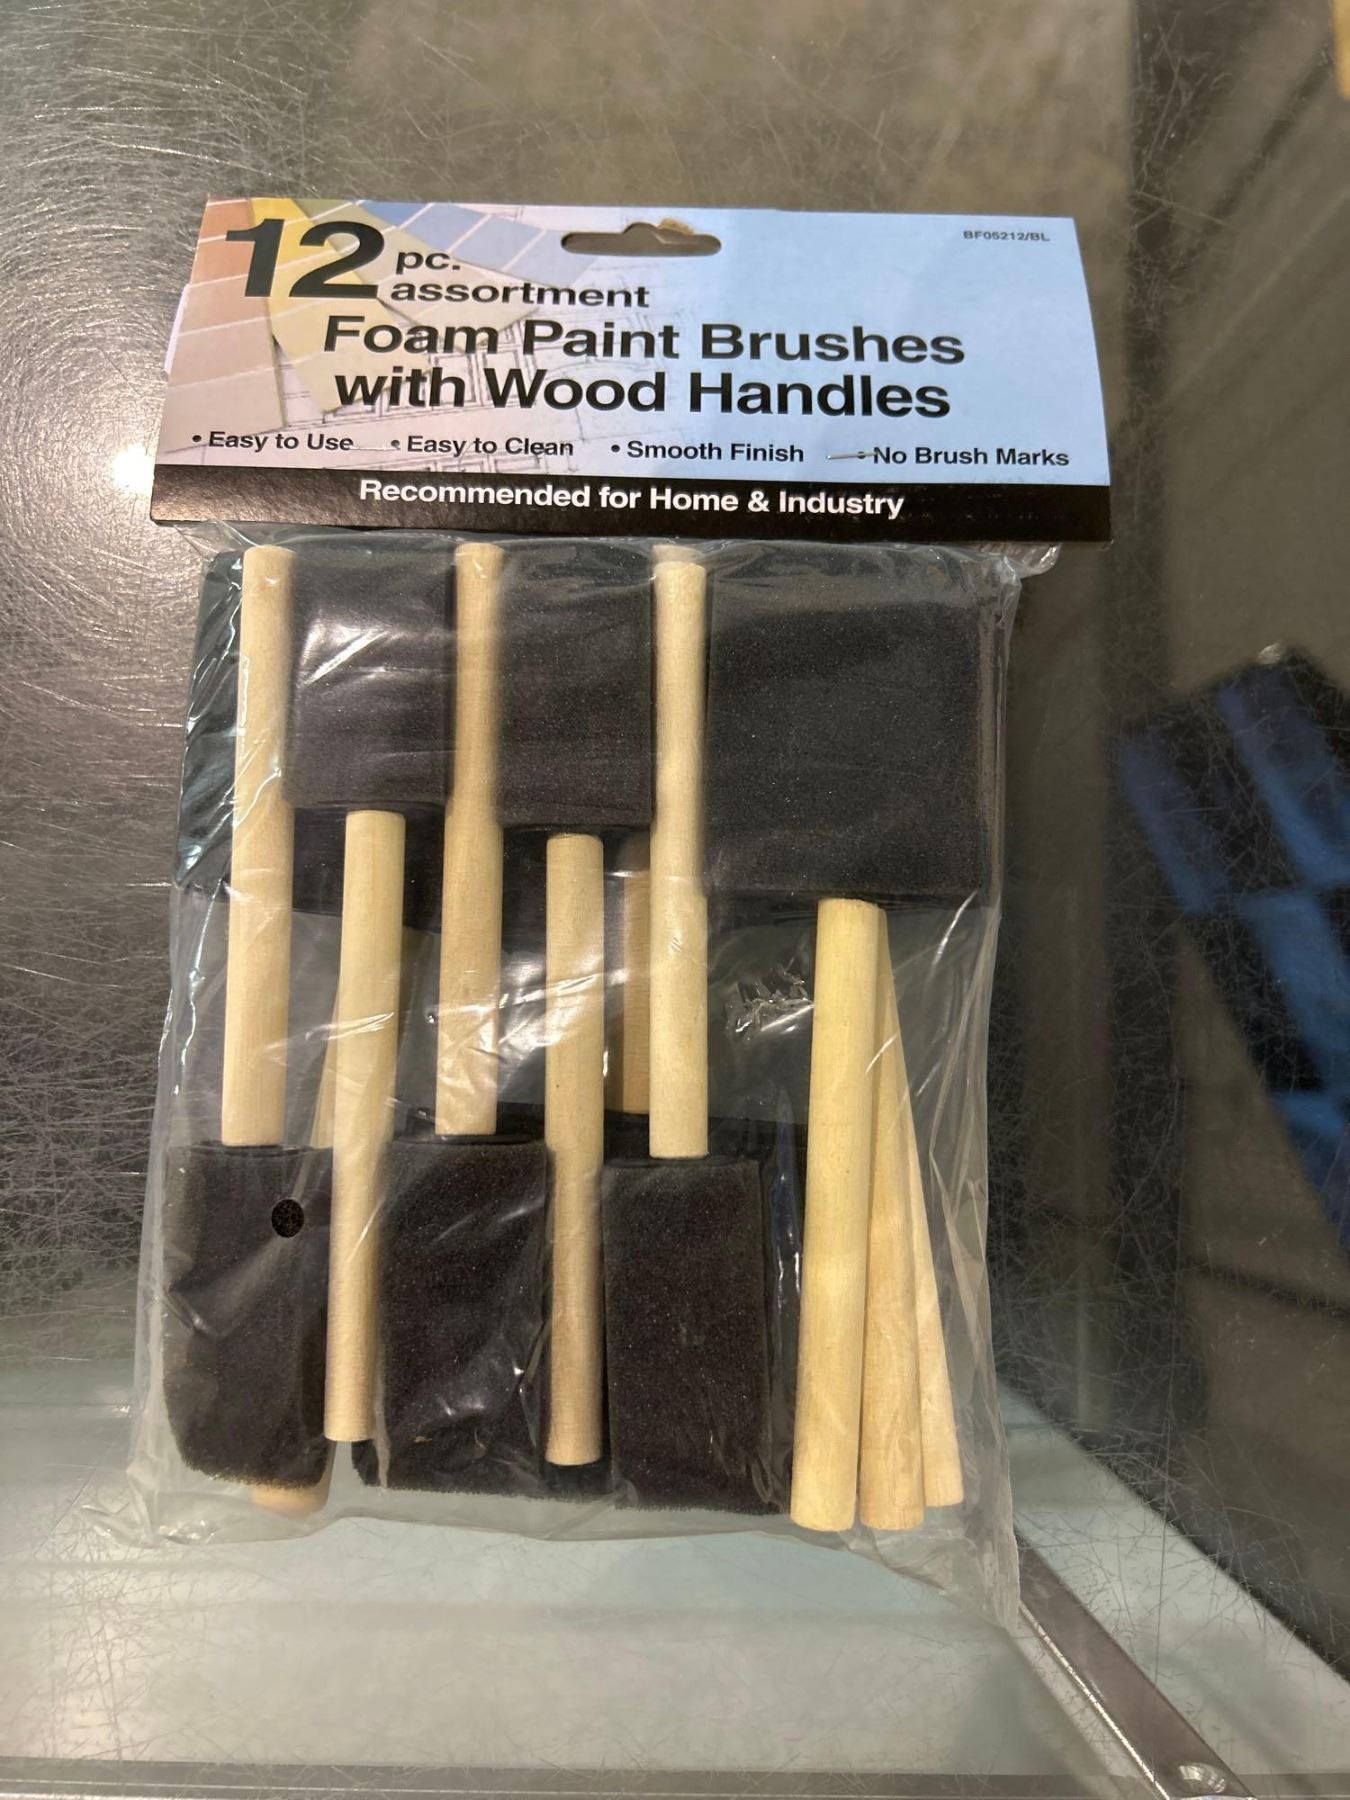 12 pc.
assortment
BF05212/BL
Foam Paint Brushes
with Wood Handles
• Easy to Use • Easy to Clean • Smooth Finish • No Brush Marks
Recommended for Home & Industry